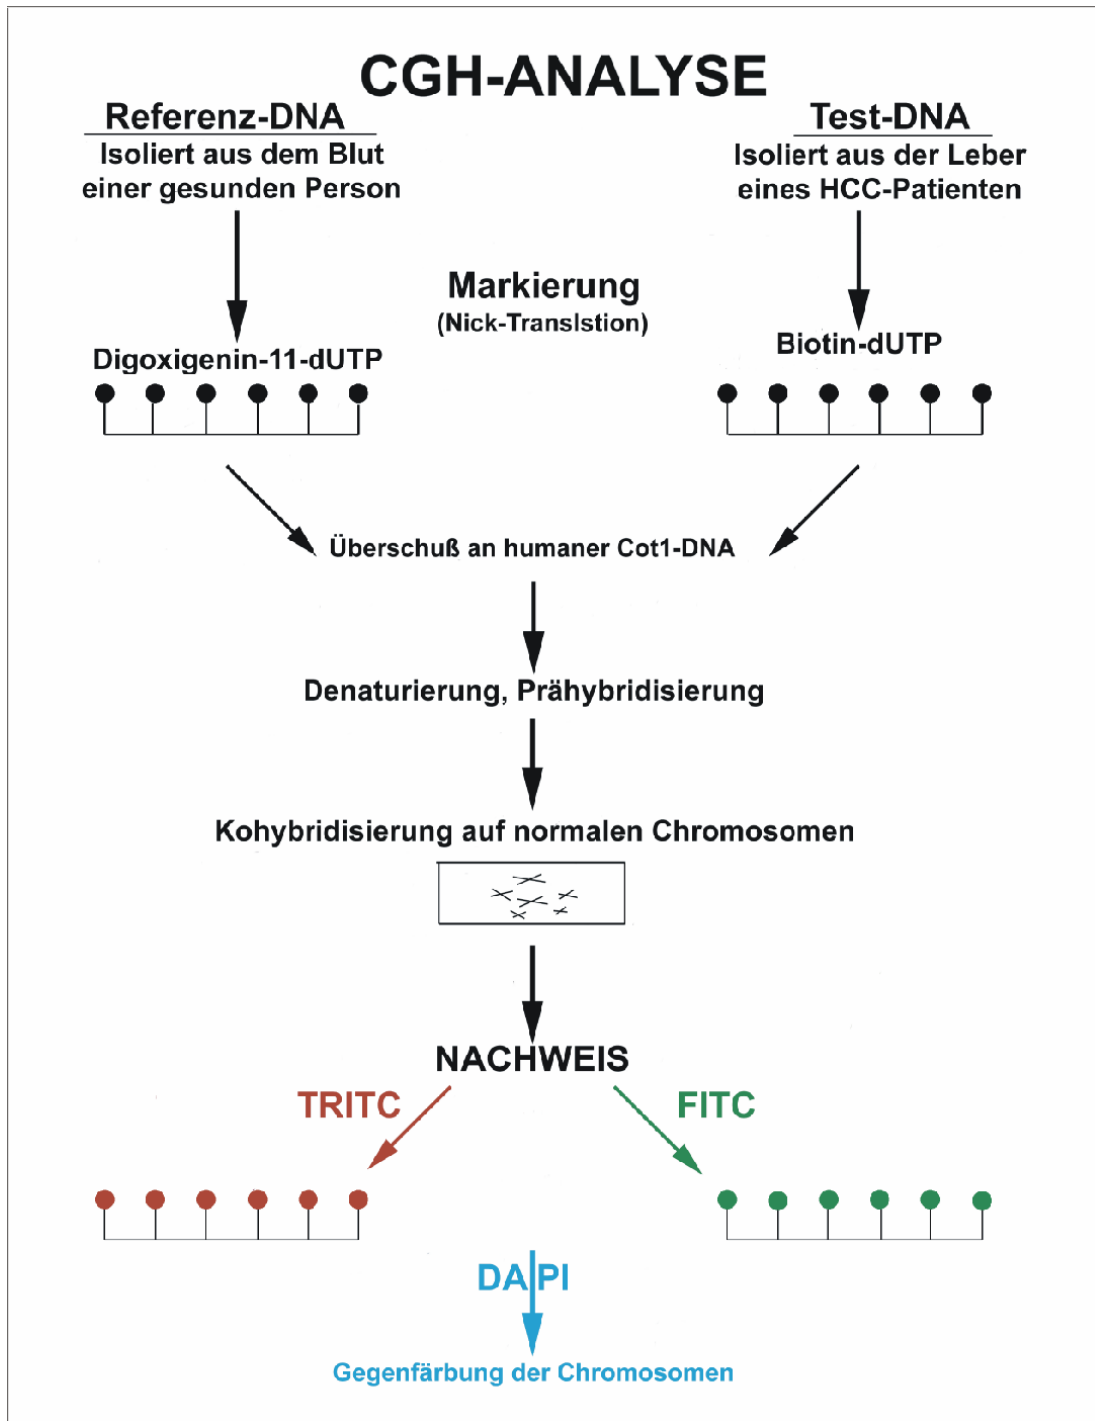 CGH-ANALYSE
Referenz-DNA
Isoliert aus dem Blut
einer gesunden Person
Test-DNA
Isoliert aus der Leber
eines HCC-Patienten
Markierung
(Nick-Translstion)
Digoxigenin-11-dUTP
Biotin-dUTP
Überschuß an humaner Cot1-DNA
Denaturierung, Prähybridisierung
Kohybridisierung auf normalen Chromosomen
NACHWEIS
TRITC
FITC
DAPI
Gegenfärbung der Chromosomen